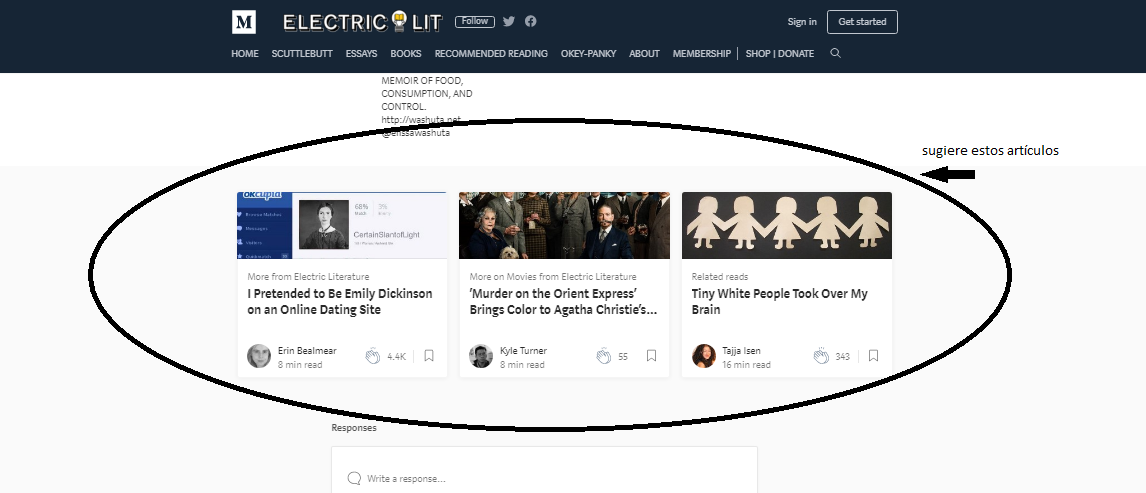 M ELECTRIC LIT Follow Sign in Get started
HOME SCUTTLEBUTT ESSAYS BOOKS RECOMMENDED READING OKEY-PANKY ABOUT MEMBERSHIP | SHOP | DONATE
MEMOIR OF FOOD,
CONSUMPTION, AND
CONTROL.
http://washuta.net
@elissawashuta
sugiere estos artículos
okcupid
Browse Matches
Messages
Visitors
Quickmatch
68%
Match
3%
Enemy
CertainSlantofLight
More from Electric Literature
I Pretended to Be Emily Dickinson
on an Online Dating Site
Erin Bealmear
8 min read
4.4K
More on Movies from Electric Literature
‘Murder on the Orient Express’
Brings Color to Agatha Christie’s...
Kyle Turner
8 min read
55
Related reads
Tiny White People Took Over My
Brain
Tajja Isen
16 min read
343
Responses
Write a response...